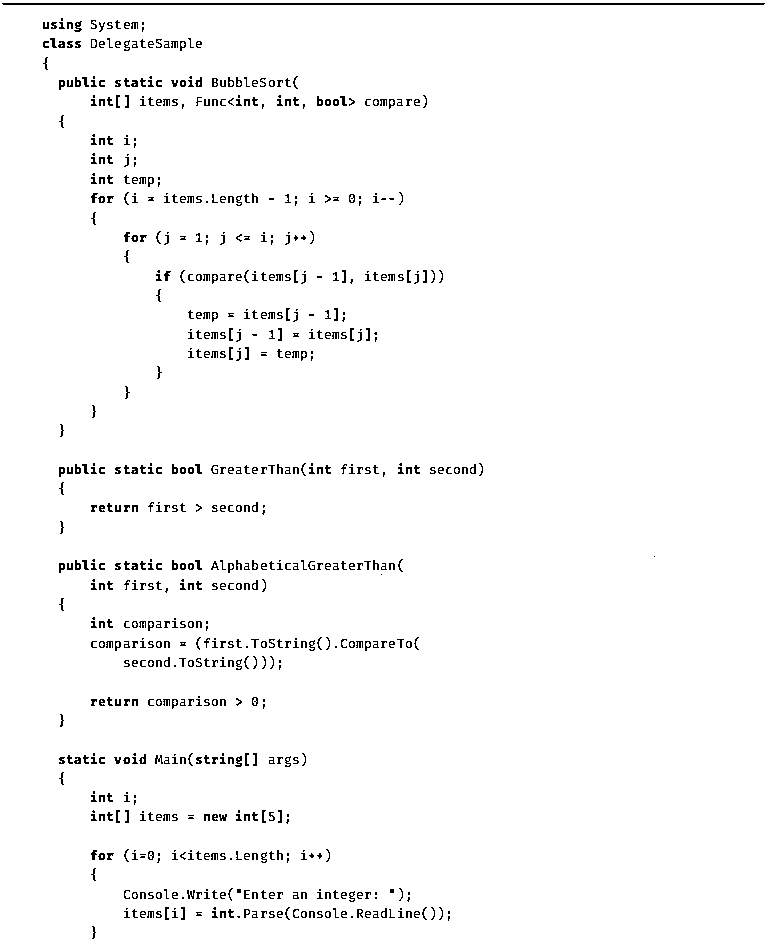 using System;
class DelegateSample
{
  public static void BubbleSort(
      int[] items, Func<int, int, bool> compare)
  {
      int i;
      int j;
      int temp;
      for (i = items.Length - 1; i >= 0; i--)
      {
          for (j = 1; j <= i; j++)
          {
              if (compare(items[j - 1], items[j]))
              {
                  temp = items[j - 1];
                  items[j - 1] = items[j];
                  items[j] = temp;
              }
          }
      }
  }

  public static bool GreaterThan(int first, int second)
  {
      return first > second;
  }

  public static bool AlphabeticalGreaterThan(
      int first, int second)
  {
      int comparison;
      comparison = (first.ToString().CompareTo(
          second.ToString()));

      return comparison > 0;
  }

  static void Main(string[] args)
  {
      int i;
      int[] items = new int[5];

      for (i=0; i<items.Length; i++)
      {
          Console.Write("Enter an integer: ");
          items[i] = int.Parse(Console.ReadLine());
      }